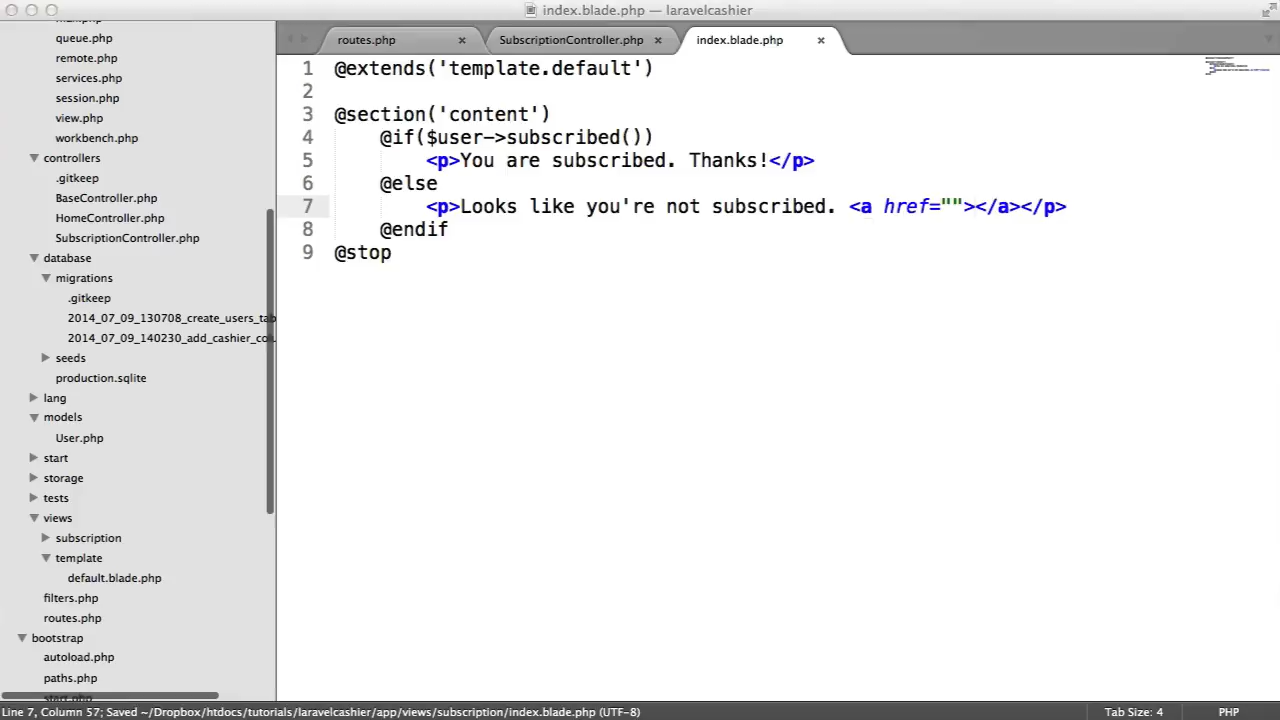 index.blade.php — laravelcashier
routes.php ×
SubscriptionController.php ×
index.blade.php ×
queue.php
remote.php
services.php
session.php
view.php
workbench.php
controllers
.gitkeep
BaseController.php
HomeController.php
SubscriptionController.php
database
migrations
.gitkeep
2014_07_09_130708_create_users_tab
2014_07_09_140230_add_cashier_co
seeds
production.sqlite
lang
models
User.php
start
storage
tests
views
subscription
template
default.blade.php
filters.php
routes.php
bootstrap
autoload.php
paths.php
start.php
1 @extends('template.default')
2
3 @section('content')
4 @if($user->subscribed())
5 <p>You are subscribed. Thanks!</p>
6 @else
7 <p>Looks like you're not subscribed. <a href=""></a></p>
8 @endif
9 @stop
Line 7, Column 57; Saved ~/Dropbox/htdocs/tutorials/laravelcashier/app/views/subscription/index.blade.php (UTF-8)
Tab Size: 4
PHP